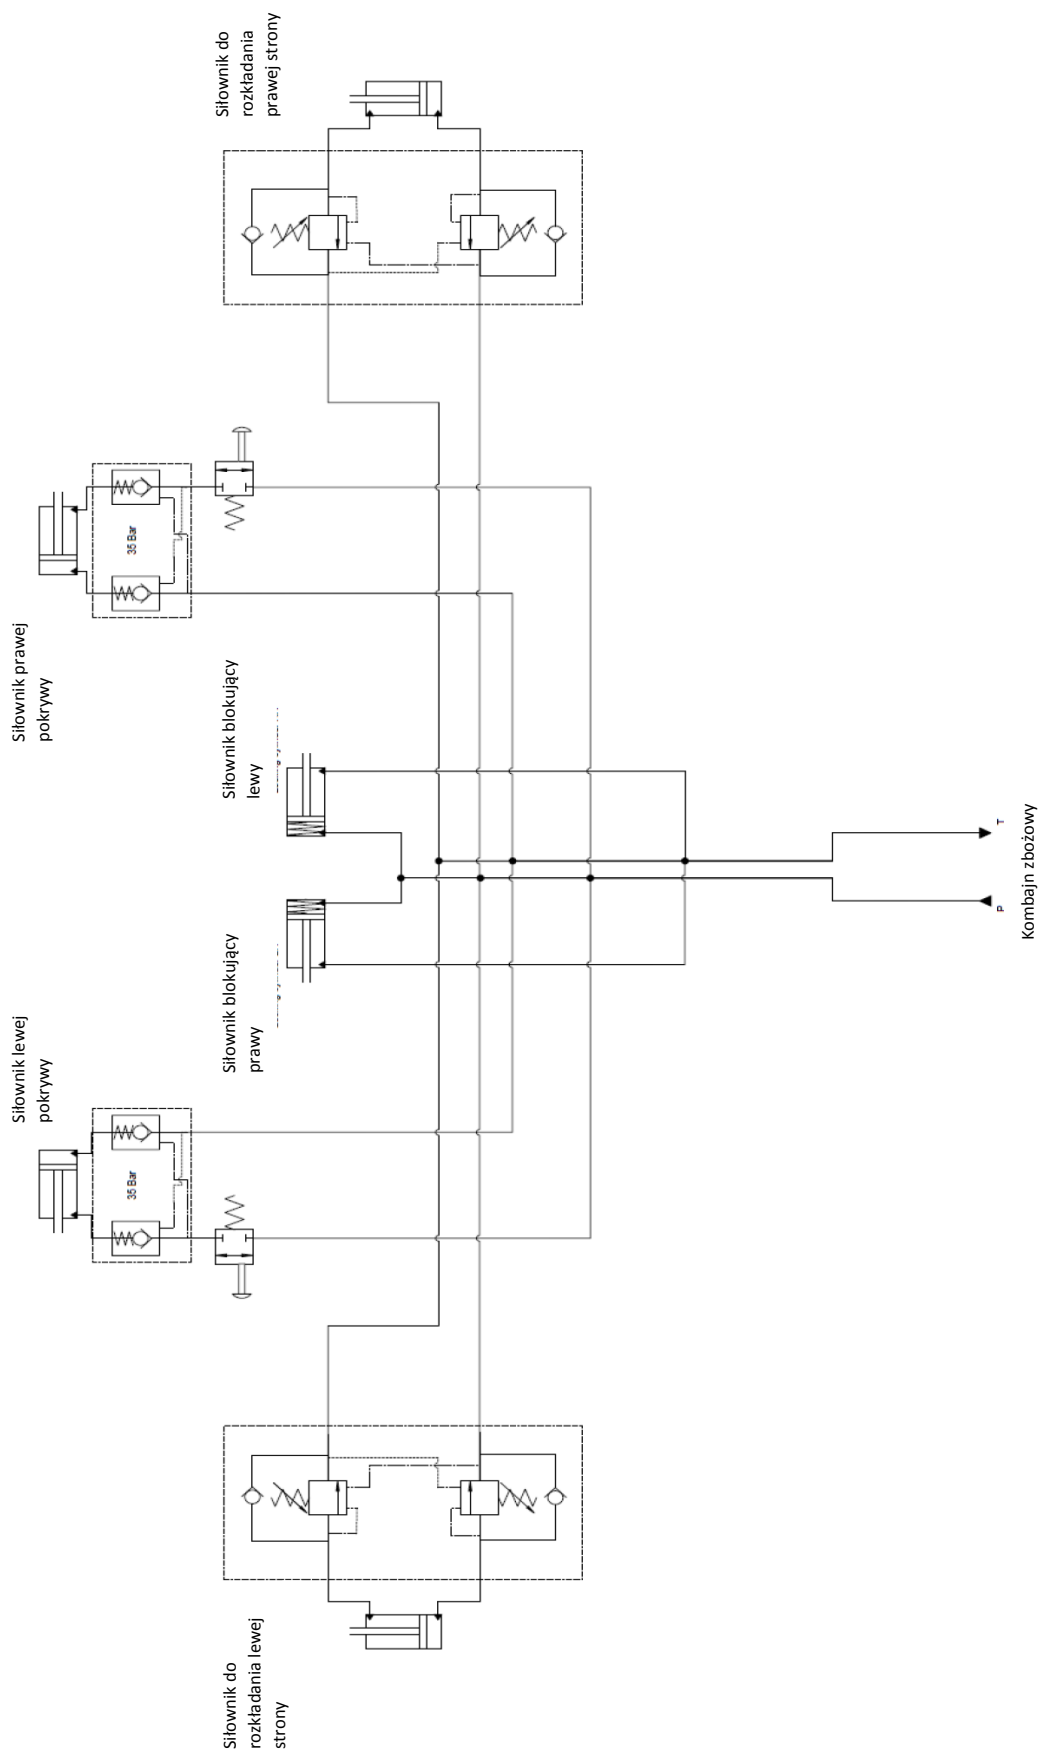 Siłownik do
rozkładania
prawej strony
35 Bar
Siłownik prawej
pokrywy
Siłownik blokujący
lewy
T
P
Kombajn zbożowy
Siłownik blokujący
prawy
Siłownik lewej
pokrywy
35 Bar
Siłownik do
rozkładania lewej
strony